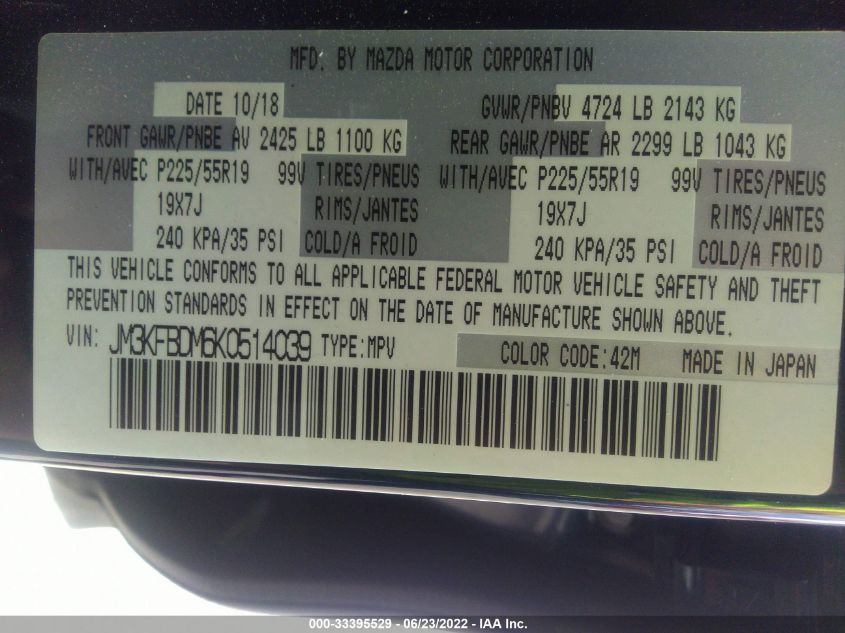 MFD. BY MAZDA MOTOR CORPORATION
DATE 10/18 GVWR/PNBV 4724 LB 2143 KG
FRONT GAWR/PNBE AV 2425 LB 1100 KG REAR GAWR/PNBE AR 2299 LB 1043 KG
WITH/AVEC P225/55R19 99V TIRES/PNEUS WITH/AVEC P225/55R19 99V TIRES/PNEUS
19X7J RIMS/JANTES 19X7J RIMS/JANTES
240 KPA/35 PSI COLD/A FROID 240 KPA/35 PSI COLD/A FROID
THIS VEHICLE CONFORMS TO ALL APPLICABLE FEDERAL MOTOR VEHICLE SAFETY AND THEFT
PREVENTION STANDARDS IN EFFECT ON THE DATE OF MANUFACTURE SHOWN ABOVE.
VIN: JM3KFBDM6K0514039 TYPE:MPV COLOR CODE:42M MADE IN JAPAN
000-33395529 - 06/23/2022 - IAA Inc.